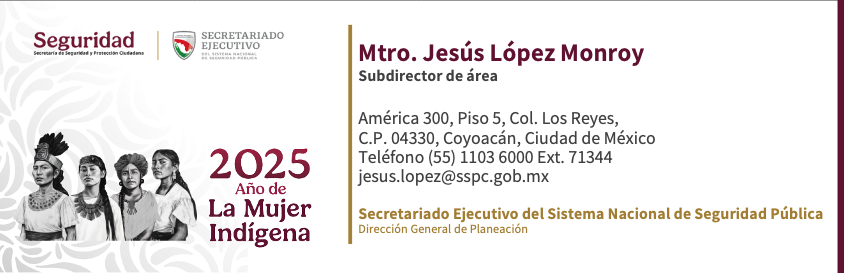 Seguridad
Secretaría de Seguridad y Protección Ciudadana
SECRETARIADO
EJECUTIVO
DEL SISTEMA NACIONAL
DE SEGURIDAD PÚBLICA
2025
Año de
La Mujer
Indígena
Mtro. Jesús López Monroy
Subdirector de área
América 300, Piso 5, Col. Los Reyes,
C.P. 04330, Coyoacán, Ciudad de México
Teléfono (55) 1103 6000 Ext. 71344
jesus.lopez@sspc.gob.mx
Secretariado Ejecutivo del Sistema Nacional de Seguridad Pública
Dirección General de Planeación